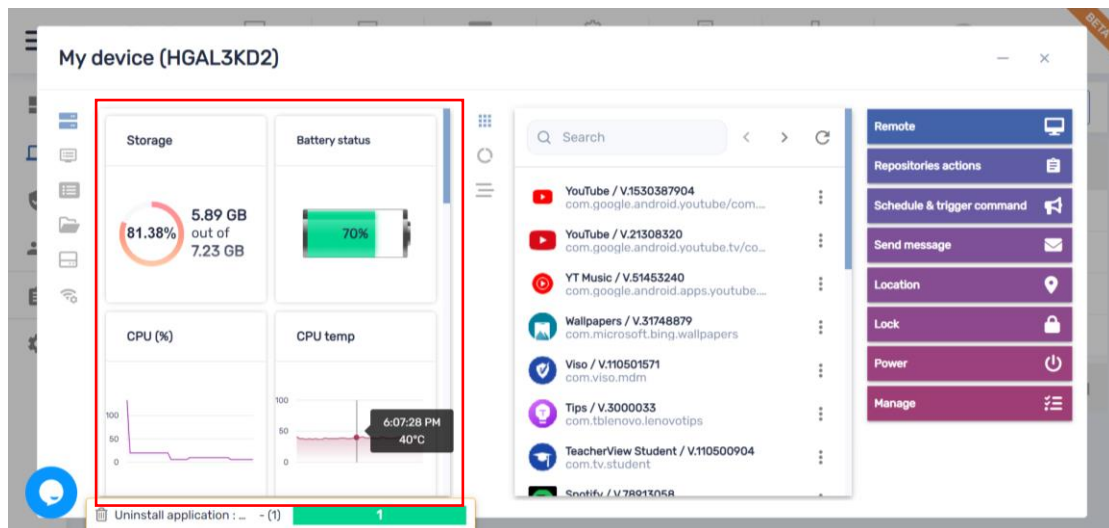 BETA
My device (HGAL3KD2)
Storage
81.38%
5.89 GB
out of
7.23 GB
Battery status
70%
CPU (%)
100
50
0
CPU temp
100
50
0
6:07:28 PM
40°C
Search
YouTube / V.1530387904
com.google.android.youtube/com....
YouTube / V.21308320
com.google.android.youtube.tv/co...
YT Music / V.51453240
com.google.android.apps.youtube....
Wallpapers / V.31748879
com.microsoft.bing.wallpapers
Viso / V.110501571
com.viso.mdm
Tips / V.3000033
com.tblenovo.lenovotips
TeacherView Student / V.110500904
com.tv.student
Spotify / V.78913058
Remote
Repositories actions
Schedule & trigger command
Send message
Location
Lock
Power
Manage
Uninstall application : ... - (1)
1